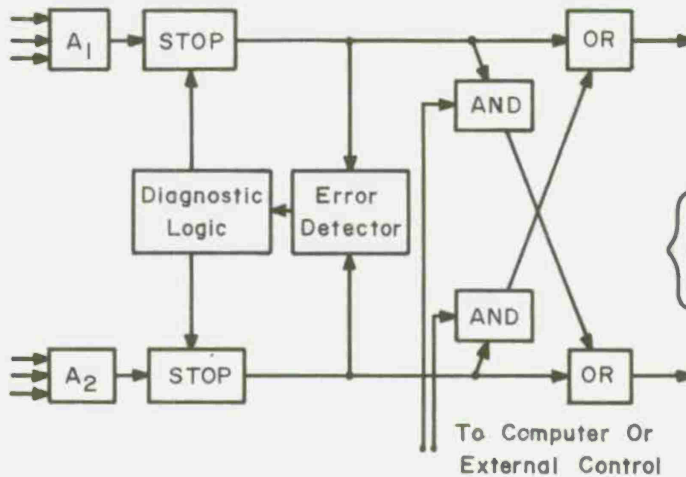 A1
STOP
OR
AND
Diagnostic
Logic
Error
Detector
AND
A2
STOP
OR
To Computer Or
External Control